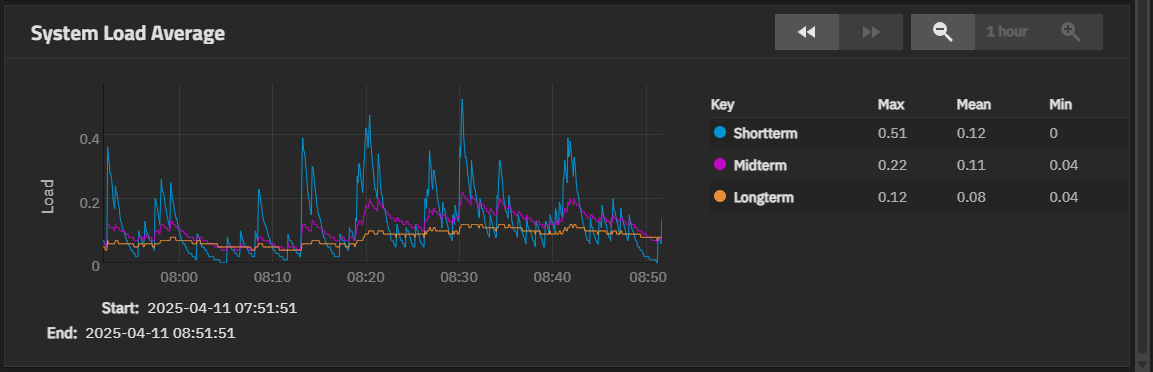 System Load Average
1 hour
Load
0.4
0.2
0
08:00 08:10 08:20 08:30 08:40 08:50
Key Max Mean Min
Shortterm 0.51 0.12 0
Midterm 0.22 0.11 0.04
Longterm 0.12 0.08 0.04
Start: 2025-04-11 07:51:51
End: 2025-04-11 08:51:51